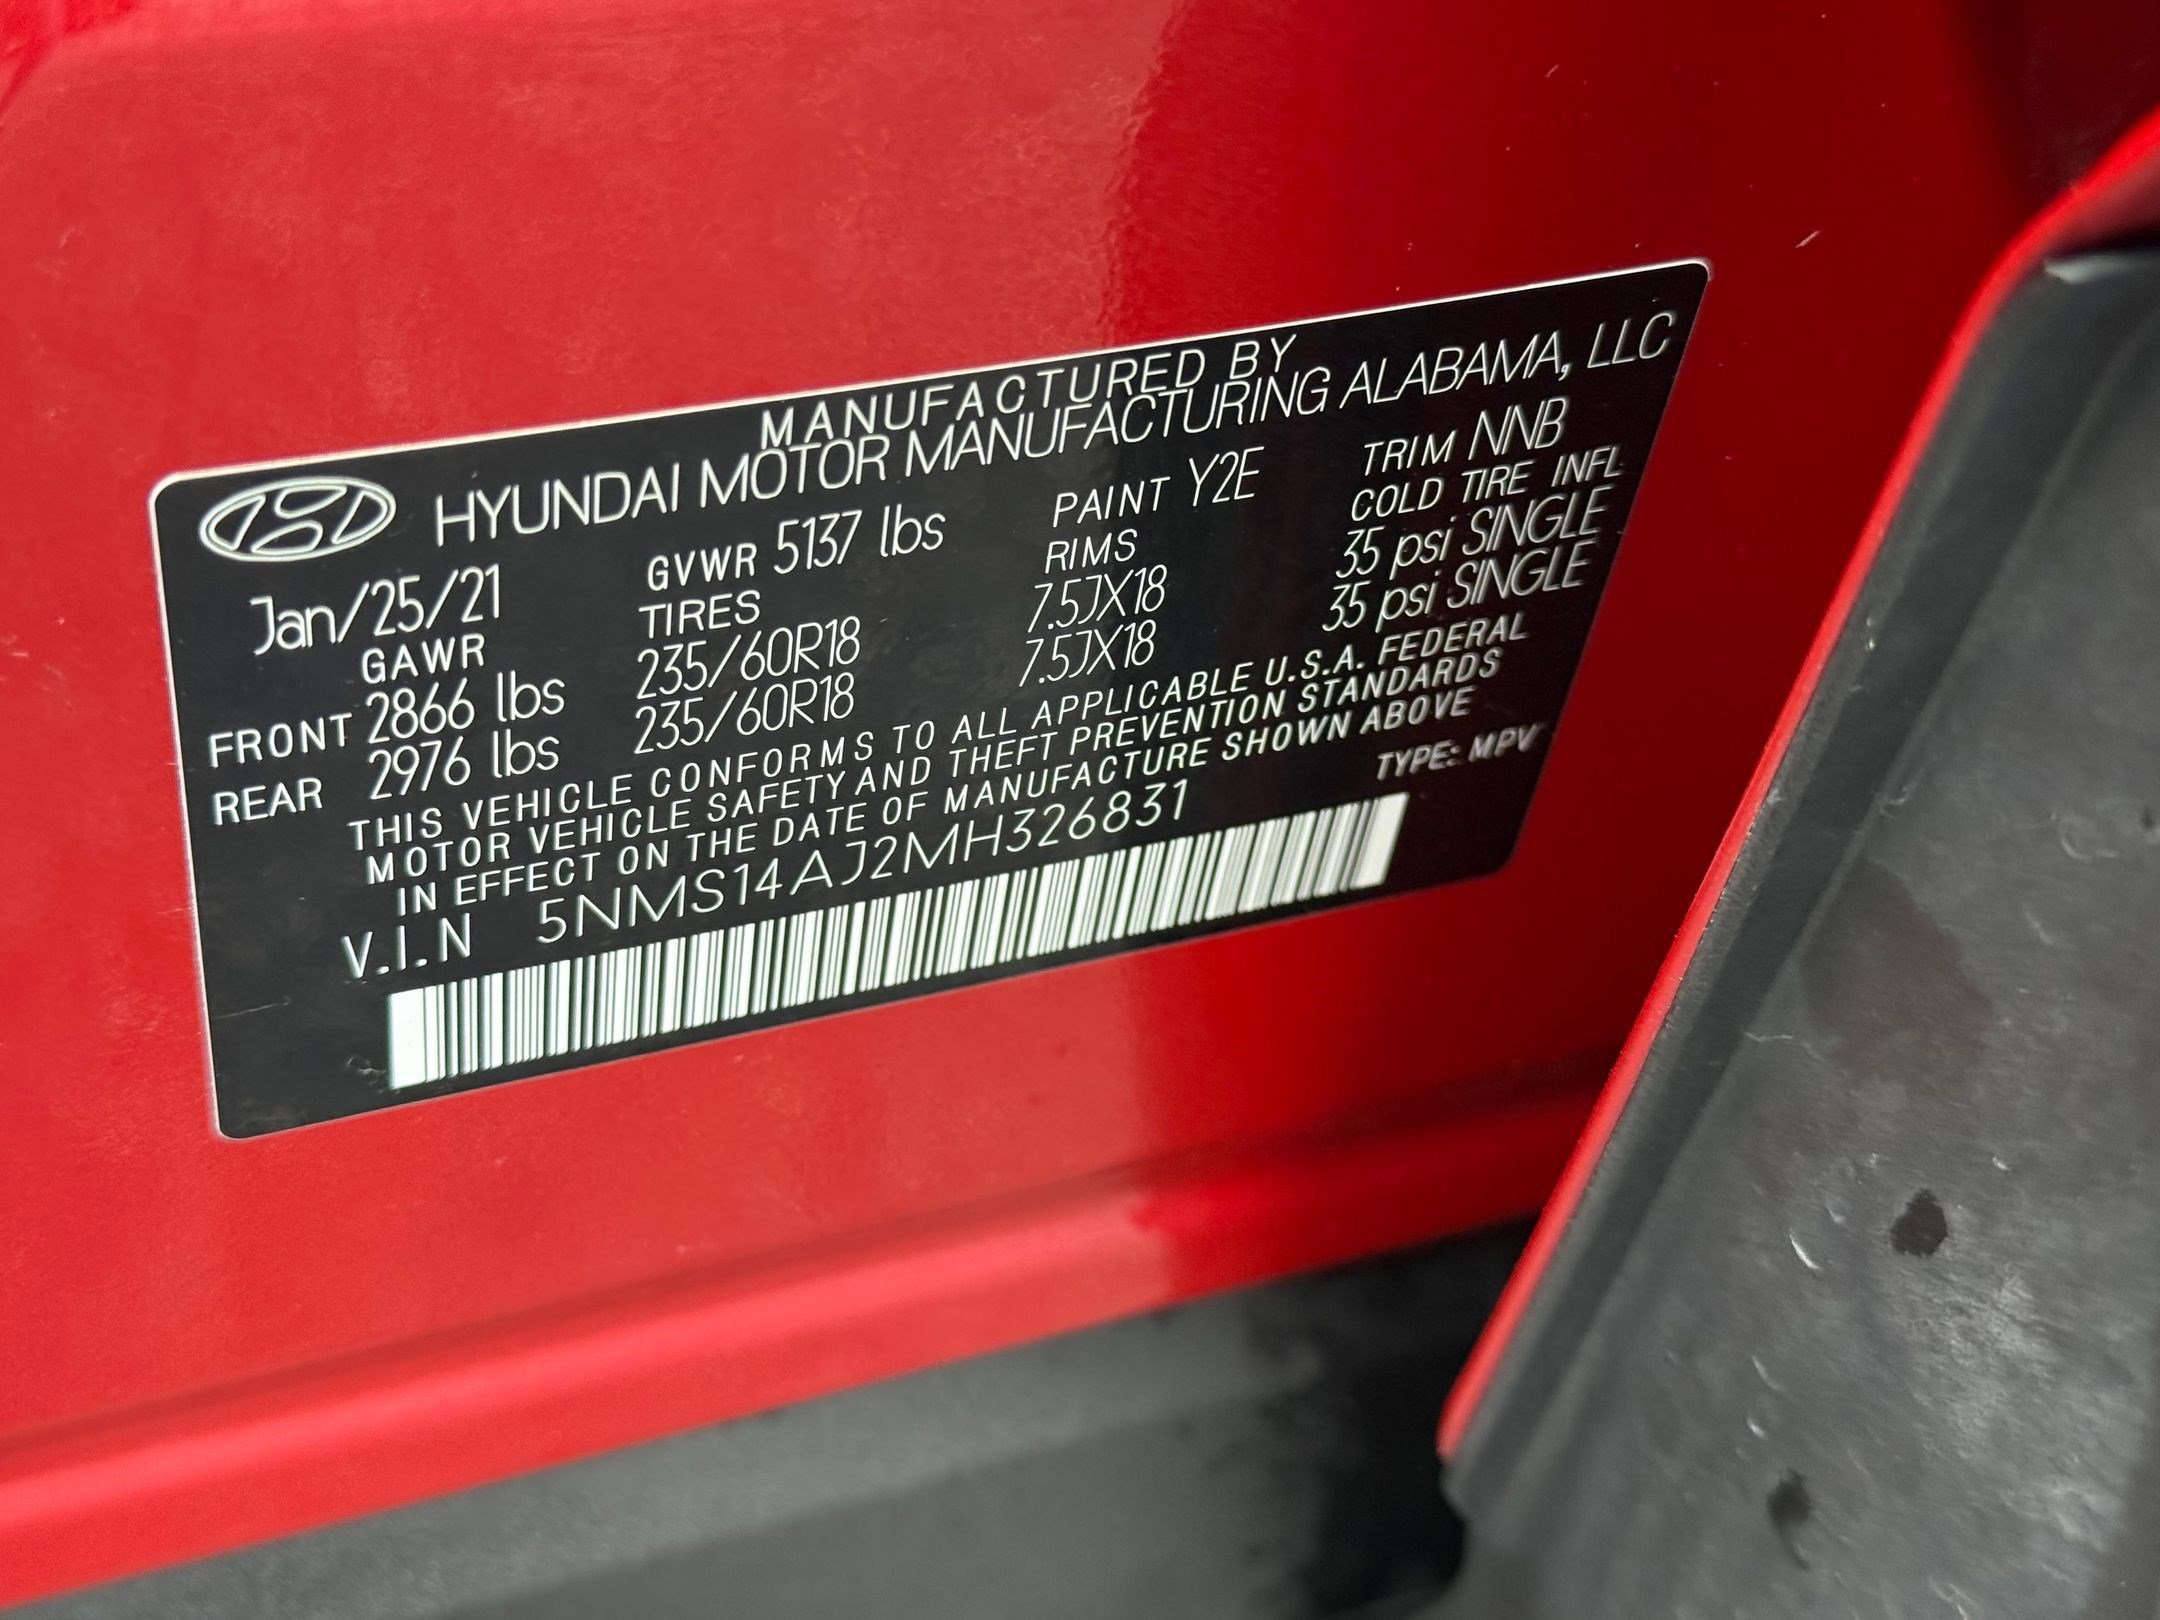 MANUFACTURED BY
HYUNDAI MOTOR MANUFACTURING ALABAMA, LLC
Jan/25/21 GVWR 5137 lbs PAINT Y2E TRIM NNB
GAWR TIRES RIMS COLD TIRE INFL
FRONT 2866 lbs 235/60R18 7.5JX18 35 psi SINGLE
REAR 2976 lbs 235/60R18 7.5JX18 35 psi SINGLE
THIS VEHICLE CONFORMS TO ALL APPLICABLE U.S.A. FEDERAL
MOTOR VEHICLE SAFETY AND THEFT PREVENTION STANDARDS
IN EFFECT ON THE DATE OF MANUFACTURE SHOWN ABOVE
V.I.N 5NMS14AJ2MH326831 TYPE: MPV